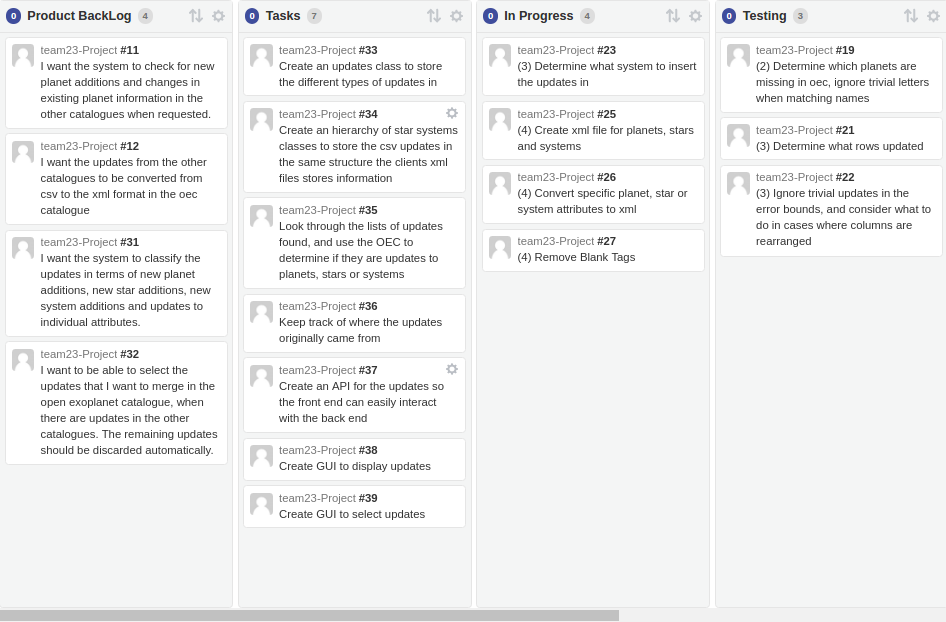 0 Product BackLog 4
team23-Project #11
I want the system to check for new
planet additions and changes in
existing planet information in the
other catalogues when requested.
team23-Project #12
I want the updates from the other
catalogues to be converted from
csv to the xml format in the oec
catalogue
team23-Project #31
I want the system to classify the
updates in terms of new planet
additions, new star additions, new
system additions and updates to
individual attributes.
team23-Project #32
I want to be able to select the
updates that I want to merge in the
open exoplanet catalogue, when
there are updates in the other
catalogues. The remaining updates
should be discarded automatically.
0 Tasks 7
team23-Project #33
Create an updates class to store
the different types of updates in
team23-Project #34
Create an hierarchy of star systems
classes to store the csv updates in
the same structure the clients xml
files stores information
team23-Project #35
Look through the lists of updates
found, and use the OEC to
determine if they are updates to
planets, stars or systems
team23-Project #36
Keep track of where the updates
originally came from
team23-Project #37
Create an API for the updates so
the front end can easily interact
with the back end
team23-Project #38
Create GUI to display updates
team23-Project #39
Create GUI to select updates
0 In Progress 4
team23-Project #23
(3) Determine what system to insert
the updates in
team23-Project #25
(4) Create xml file for planets, stars
and systems
team23-Project #26
(4) Convert specific planet, star or
system attributes to xml
team23-Project #27
(4) Remove Blank Tags
0 Testing 3
team23-Project #19
(2) Determine which planets are
missing in oec, ignore trivial letters
when matching names
team23-Project #21
(3) Determine what rows updated
team23-Project #22
(3) Ignore trivial updates in the
error bounds, and consider what to
do in cases where columns are
rearranged